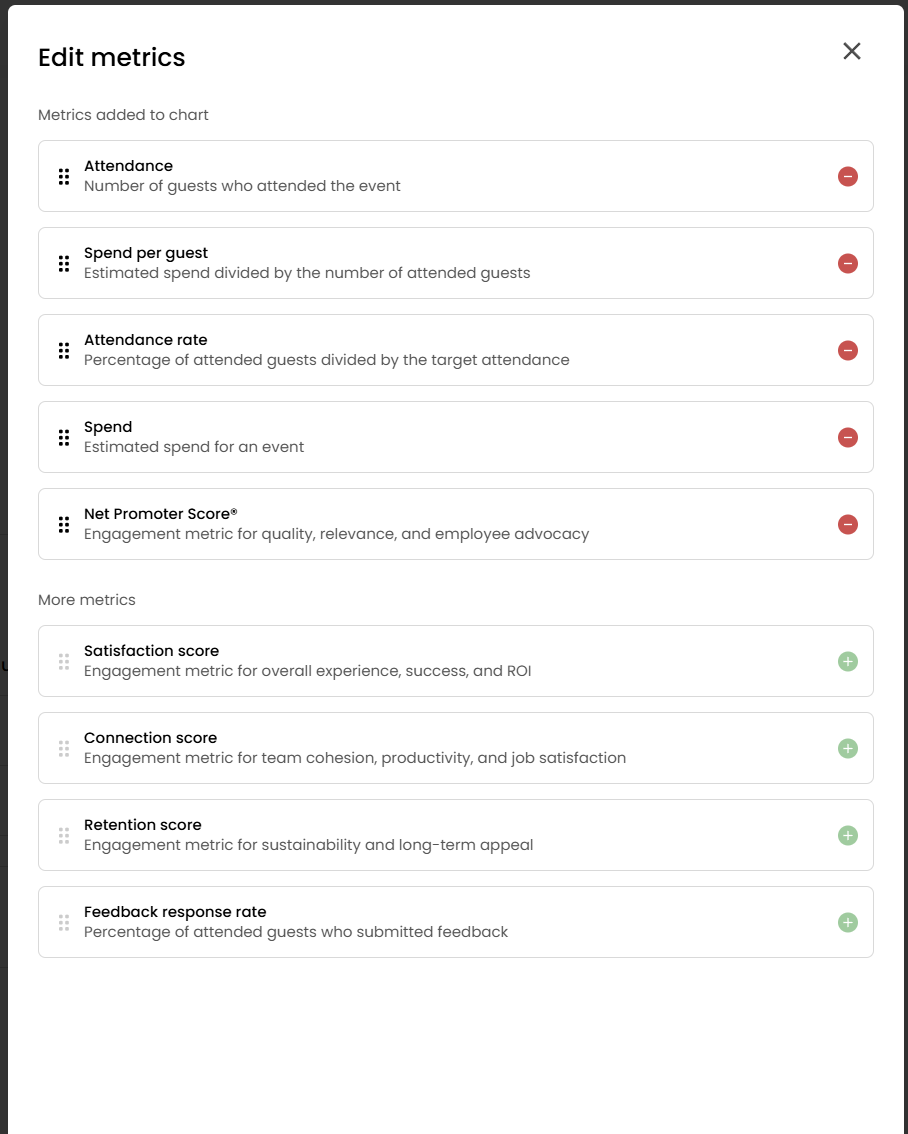 Edit metrics
Metrics added to chart
Attendance
Number of guests who attended the event
Spend per guest
Estimated spend divided by the number of attended guests
Attendance rate
Percentage of attended guests divided by the target attendance
Spend
Estimated spend for an event
Net Promoter Score®
Engagement metric for quality, relevance, and employee advocacy
More metrics
Satisfaction score
Engagement metric for overall experience, success, and ROI
Connection score
Engagement metric for team cohesion, productivity, and job satisfaction
Retention score
Engagement metric for sustainability and long-term appeal
Feedback response rate
Percentage of attended guests who submitted feedback